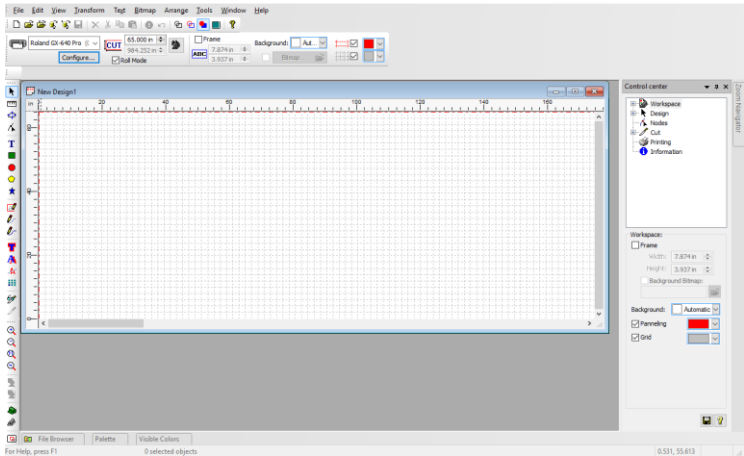 File Edit View Transform Text Bitmap Arrange Tools Window Help
Roland GX-640 Pro
CUT
65.000 in
984.252 in
Configure...
Roll Mode
ABC
Frame
7.874 in
3.937 in
Background: Aut...
Bitmap...
New Design1
in 20 40 60 80 100 120 140 160
Control center
Zoom Navigator
Workspace
Design
Nodes
Cut
Printing
Information
Workspace:
Frame
Width: 7.874 in
Height: 3.937 in
Background Bitmap:
Background: Automatic
Panneling
Grid
File Browser Palette Visible Colors
For Help, press F1 0 selected objects 0.531, 55.613